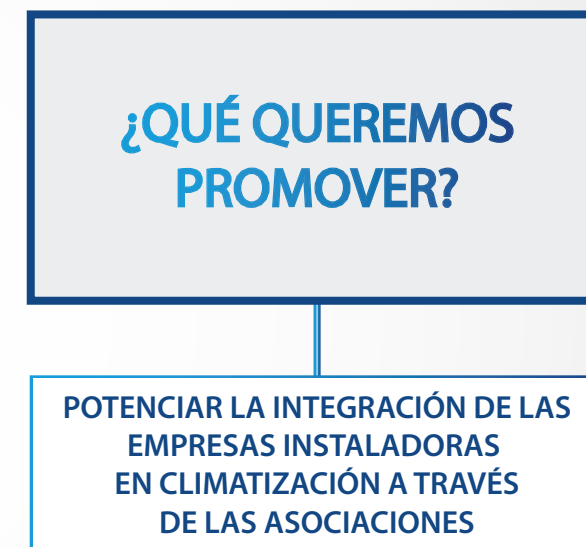 ¿QUÉ QUEREMOS
PROMOVER?
POTENCIAR LA INTEGRACIÓN DE LAS
EMPRESAS INSTALADORAS
EN CLIMATIZACIÓN A TRAVÉS
DE LAS ASOCIACIONES